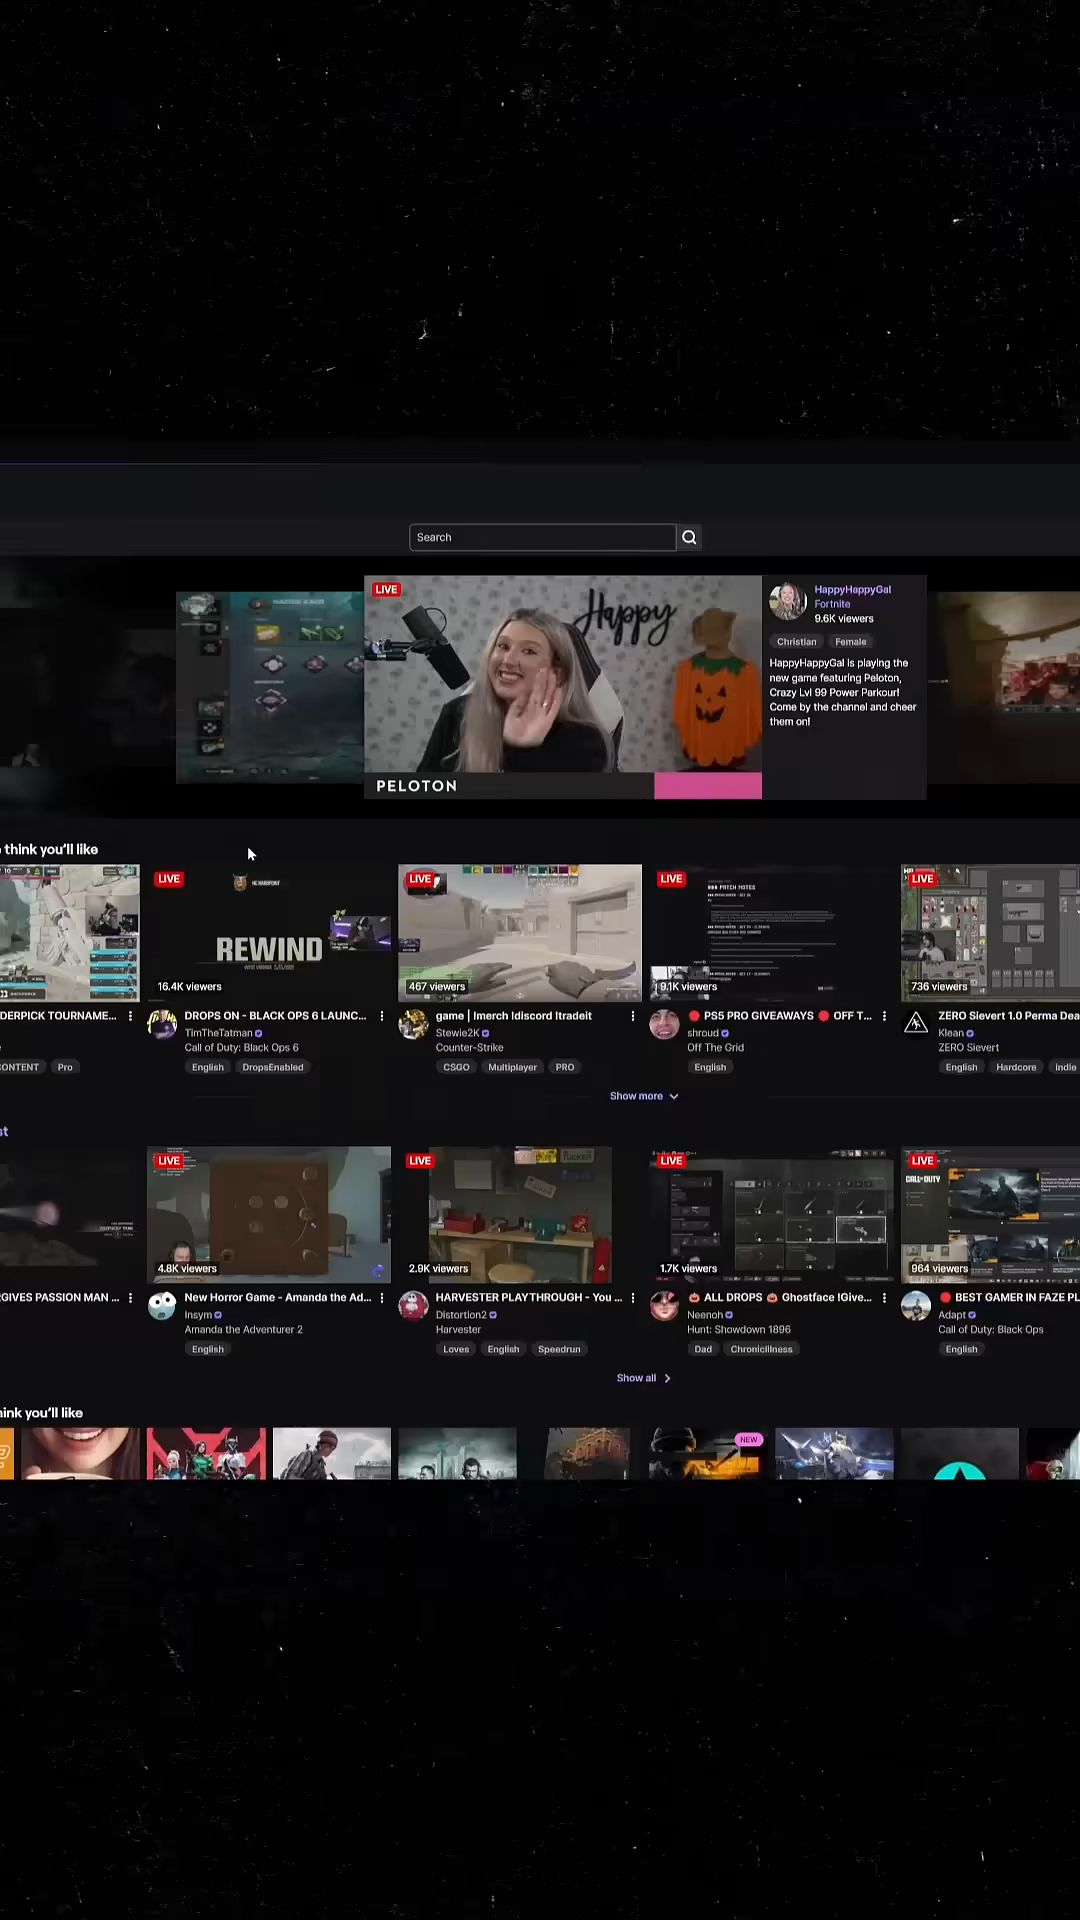 Search
LIVE
Happy
PELOTON
HappyHappyGal
Fortnite
9.6K viewers
Christian
Female
HappyHappyGal is playing the
new game featuring Peloton,
Crazy Lvl 99 Power Parkour!
Come by the channel and cheer
them on!
think you'll like
LIVE
REWIND
16.4K viewers
LIVE
467 viewers
LIVE
PATCH NOTES
9.1K viewers
LIVE
736 viewers
DERPICK TOURNAME...
ONTENT
Pro
DROPS ON - BLACK OPS 6 LAUNC...
TimTheTatman
Call of Duty: Black Ops 6
English
DropsEnabled
game | !merch !discord !tradeit
Stewie2K
Counter-Strike
CSGO
Multiplayer
PRO
PS5 PRO GIVEAWAYS OFF T...
shroud
Off The Grid
English
ZERO Sievert 1.0 Perma Dea
Klean
ZERO Sievert
English
Hardcore
Indie
Show more
st
LIVE
4.8K viewers
LIVE
2.9K viewers
LIVE
1.7K viewers
LIVE
CALL OF DUTY
964 viewers
GIVES PASSION MAN ...
New Horror Game - Amanda the Ad...
Insym
Amanda the Adventurer 2
English
HARVESTER PLAYTHROUGH - You ...
Distortion2
Harvester
Loves
English
Speedrun
ALL DROPS Ghostface !Give...
Neenoh
Hunt: Showdown 1896
Dad
ChronicIllness
BEST GAMER IN FAZE PL
Adapt
Call of Duty: Black Ops
English
Show all
ink you'll like
NEW